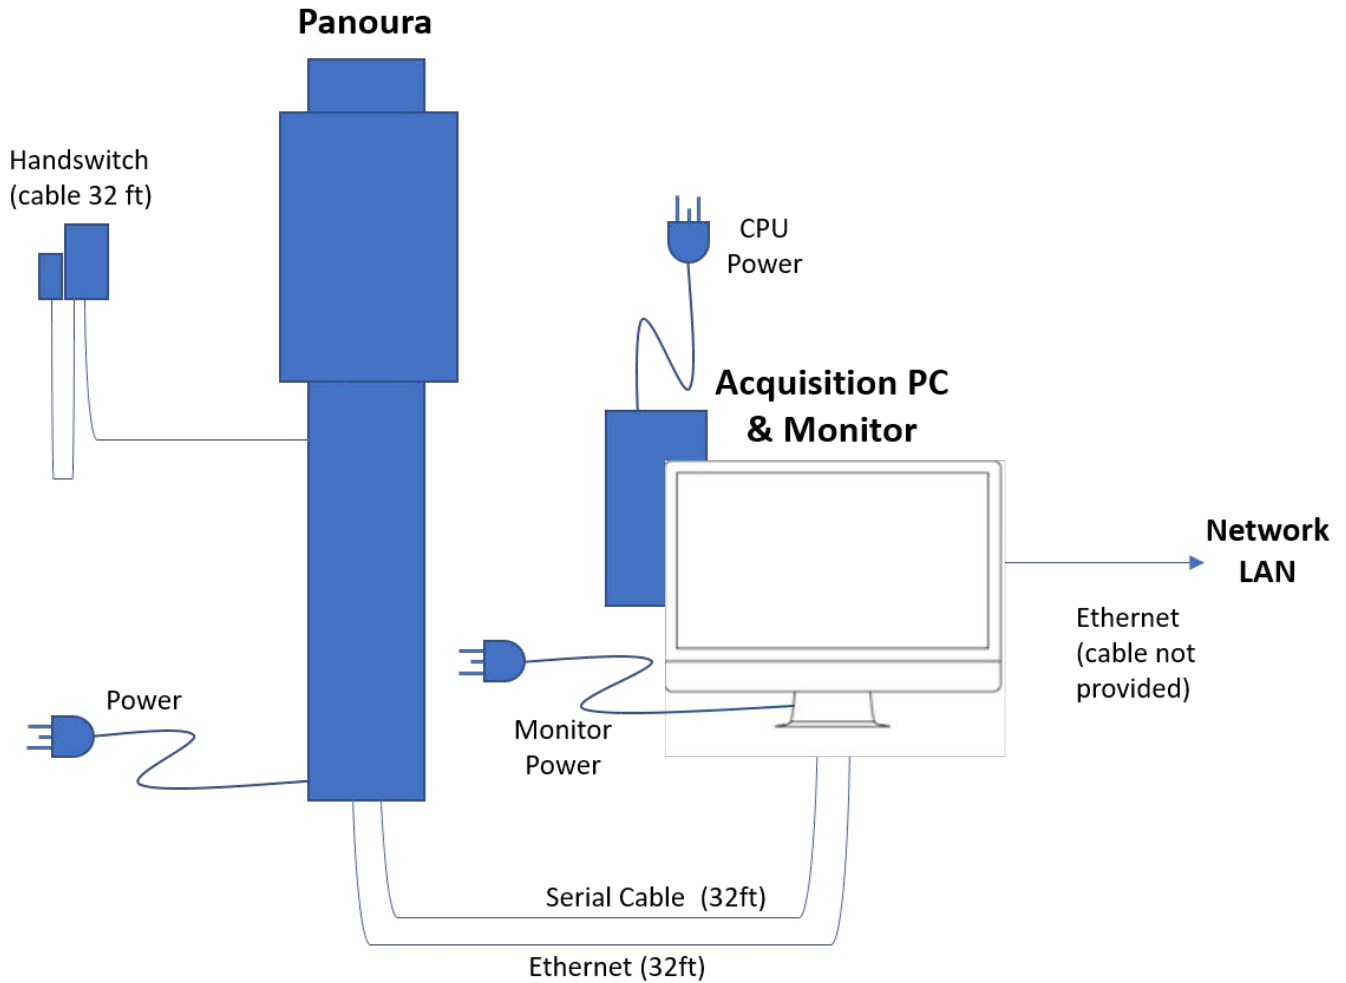 Panoura
Handswitch
(cable 32 ft)
CPU
Power
Acquisition PC
& Monitor
Network
LAN
Ethernet
(cable not
provided)
Power
Monitor
Power
Serial Cable  (32ft)
Ethernet (32ft)